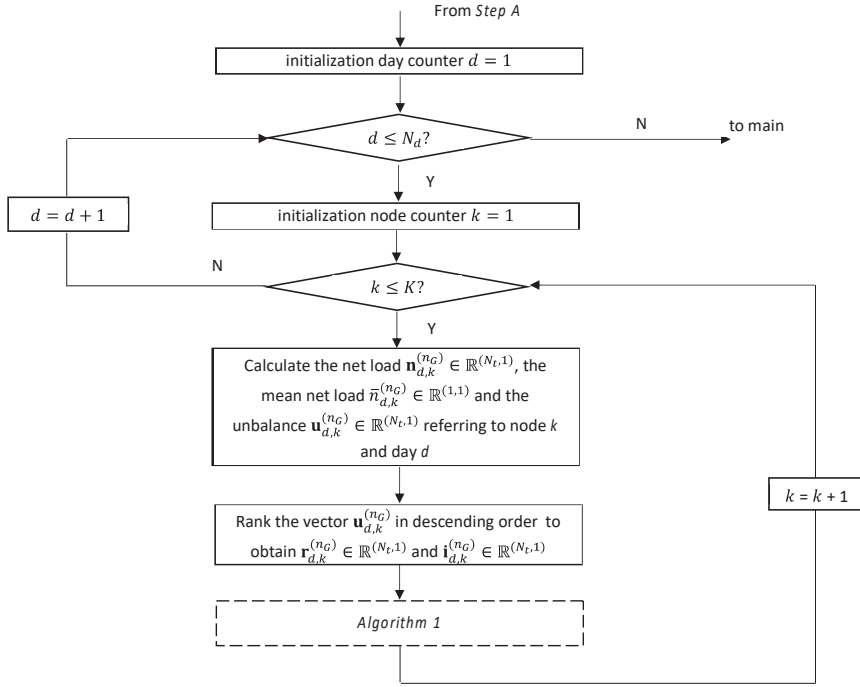 From Step A
initialization day counter d = 1
d ≤ N_d?
N
to main
Y
d = d + 1
initialization node counter k = 1
N
k ≤ K?
Y
Calculate the net load 𝐧_{d,k}^{(n_G)} ∈ ℝ^{(N_t,1)}, the
mean net load n̄_{d,k}^{(n_G)} ∈ ℝ^{(1,1)} and the
unbalance 𝐮_{d,k}^{(n_G)} ∈ ℝ^{(N_t,1)} referring to node k
and day d
k = k + 1
Rank the vector 𝐮_{d,k}^{(n_G)} in descending order to
obtain 𝐫_{d,k}^{(n_G)} ∈ ℝ^{(N_t,1)} and 𝐢_{d,k}^{(n_G)} ∈ ℝ^{(N_t,1)}
Algorithm 1